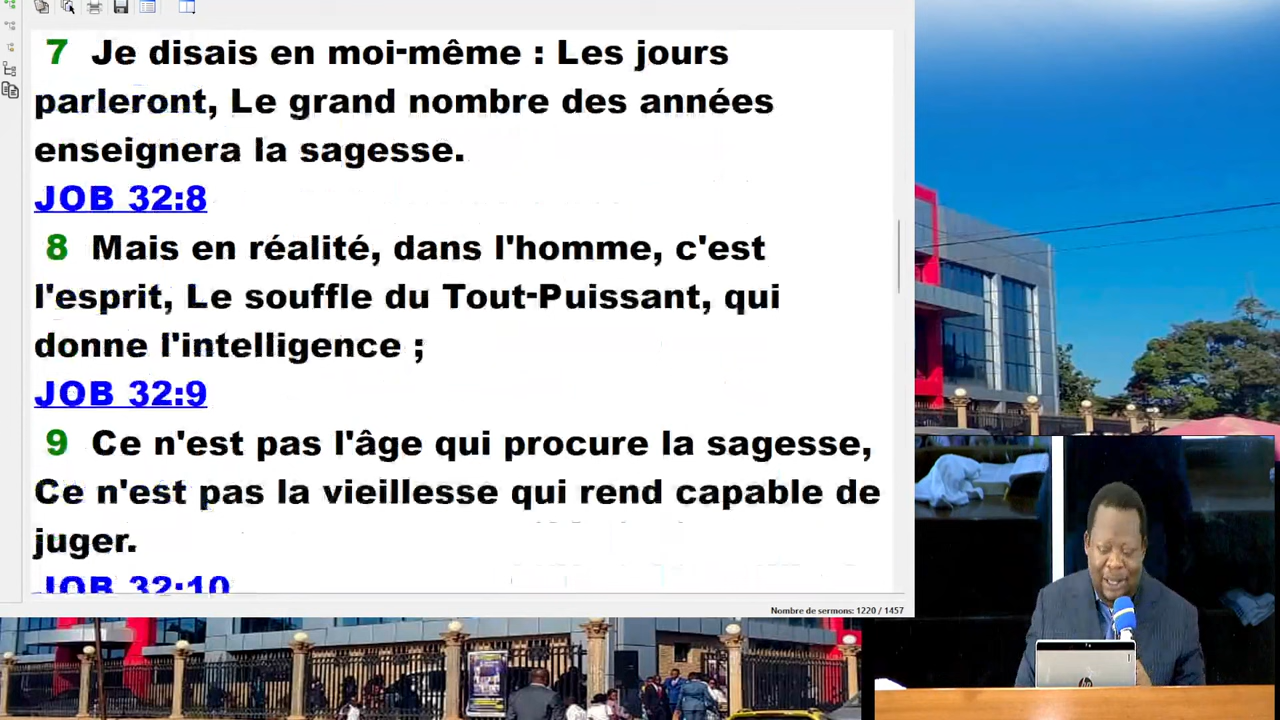 7 Je disais en moi-même : Les jours
parleront, Le grand nombre des années
enseignera la sagesse.
JOB 32:8
8 Mais en réalité, dans l'homme, c'est
l'esprit, Le souffle du Tout-Puissant, qui
donne l'intelligence ;
JOB 32:9
9 Ce n'est pas l'âge qui procure la sagesse,
Ce n'est pas la vieillesse qui rend capable de
juger.
JOB 32:10
Nombre de sermons: 1220 / 1457
hp